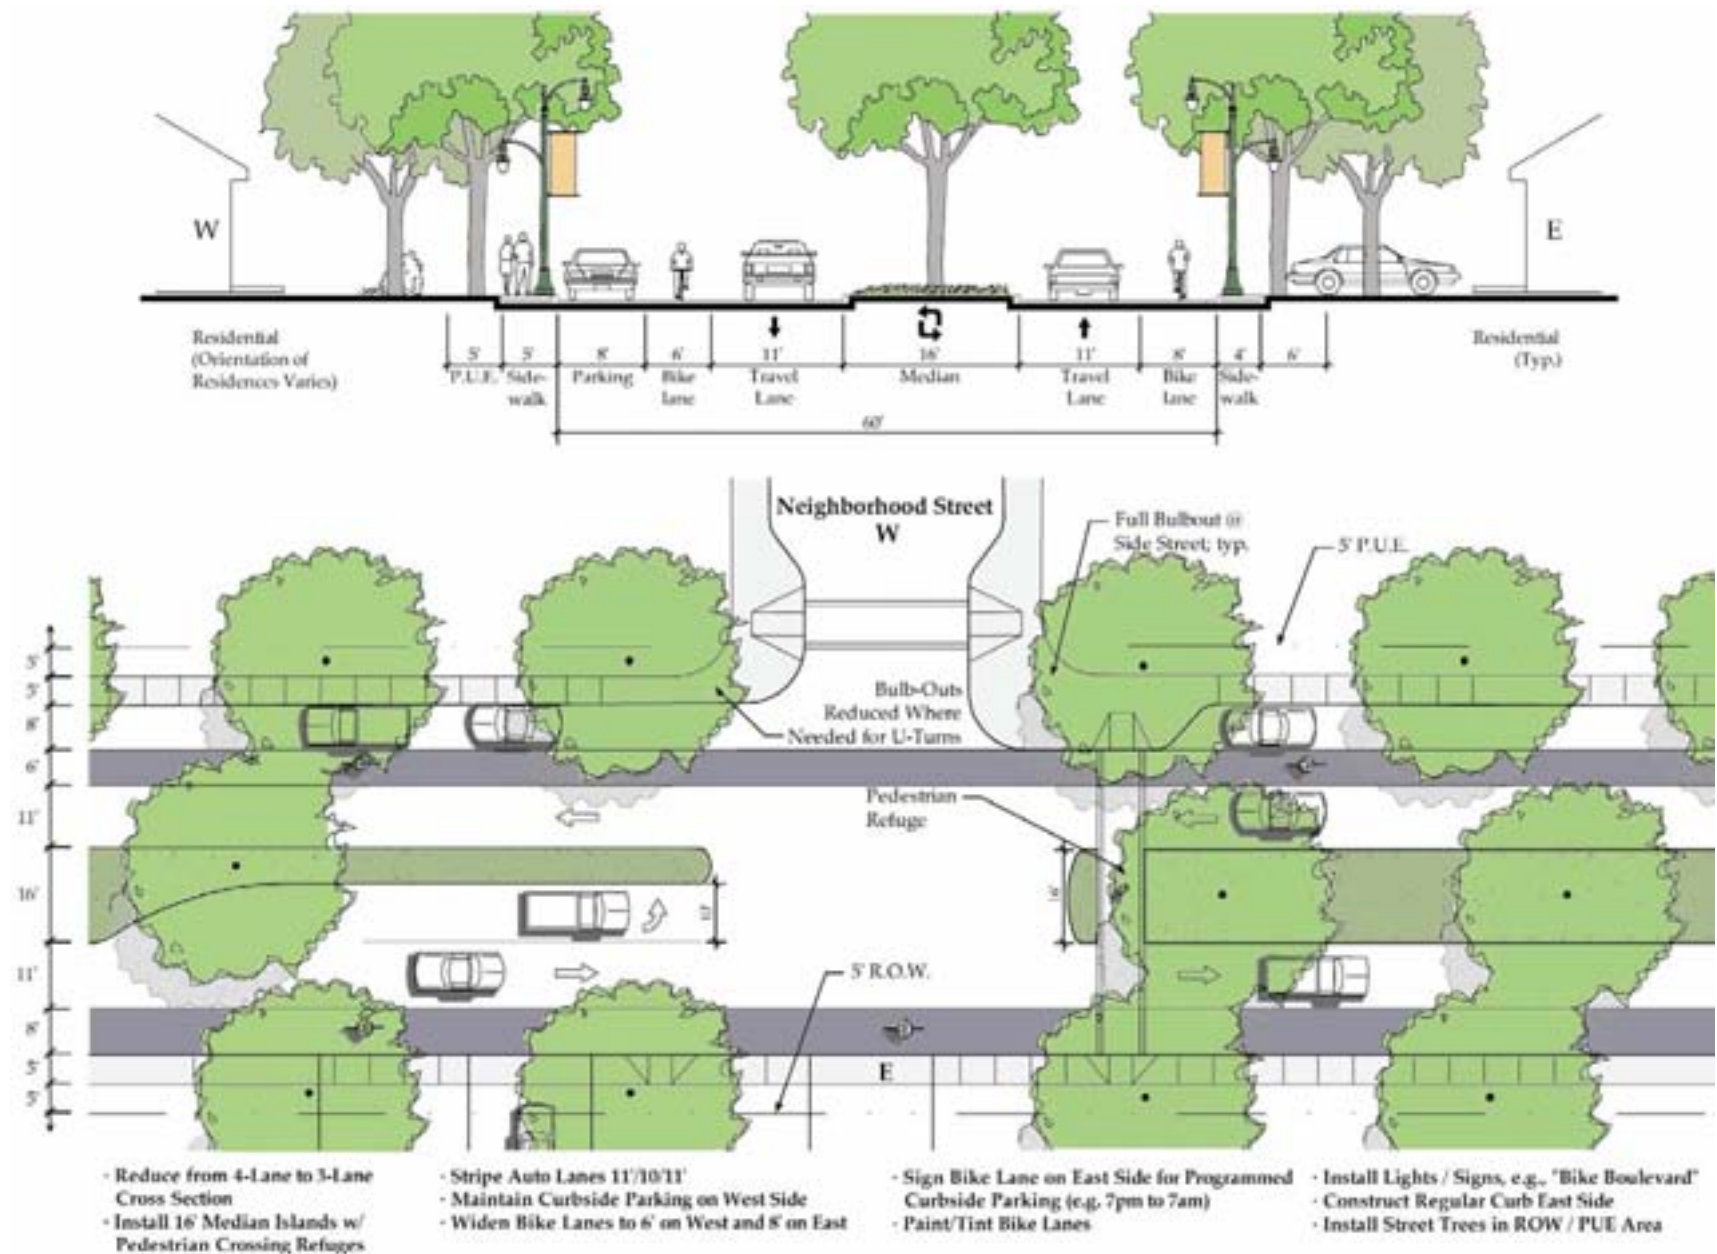 W
E
Residential
(Orientation of
Residences Varies)
Residential
(Typ.)
5' 5' 8' 6' 11' 16' 11' 8' 4' 6'
P.U.E. Side- Parking Bike Travel Median Travel Bike Side-
walk lane Lane Lane lane walk
60'
Neighborhood Street
W
Full Bulbout @
Side Street; typ.
5' P.U.E.
5'
5'
8'
6'
11'
16'
11'
8'
5'
5'
Bulb-Outs
Reduced Where
Needed for U-Turns
Pedestrian
Refuge
10'
16'
5' R.O.W.
E
· Reduce from 4-Lane to 3-Lane
Cross Section
· Install 16' Median Islands w/
Pedestrian Crossing Refuges
· Stripe Auto Lanes 11'/10'/11'
· Maintain Curbside Parking on West Side
· Widen Bike Lanes to 6' on West and 8' on East
· Sign Bike Lane on East Side for Programmed
Curbside Parking (e.g. 7pm to 7am)
· Paint/Tint Bike Lanes
· Install Lights / Signs, e.g., "Bike Boulevard"
· Construct Regular Curb East Side
· Install Street Trees in ROW / PUE Area